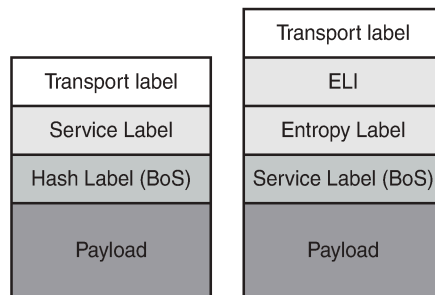 Transport label
Service Label
Hash Label (BoS)
Payload
Transport label
ELI
Entropy Label
Service Label (BoS)
Payload